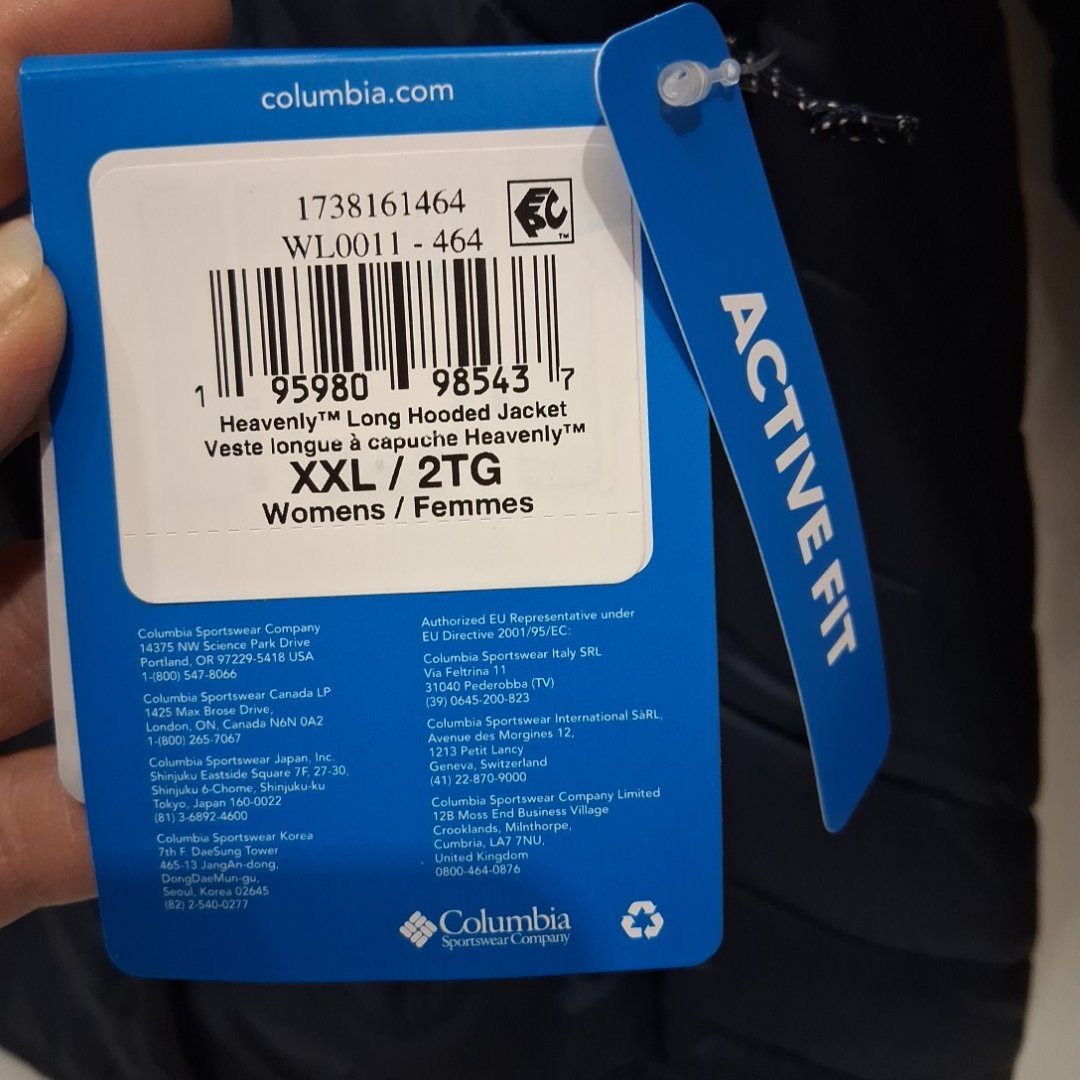 columbia.com
1738161464
WL0011 - 464
EPC™
1 95980 98543 7
Heavenly™ Long Hooded Jacket
Veste longue à capuche Heavenly™
XXL / 2TG
Womens / Femmes
ACTIVE FIT
Columbia Sportswear Company
14375 NW Science Park Drive
Portland, OR 97229-5418 USA
1-(800) 547-8066
Columbia Sportswear Canada LP
1425 Max Brose Drive,
London, ON, Canada N6N 0A2
1-(800) 265-7067
Columbia Sportswear Japan, Inc.
Shinjuku Eastside Square 7F, 27-30,
Shinjuku 6-Chome, Shinjuku-ku
Tokyo, Japan 160-0022
(81) 3-6892-4600
Columbia Sportswear Korea
7th F. DaeSung Tower
465-13 JangAn-dong,
DongDaeMun-gu,
Seoul, Korea 02645
(82) 2-540-0277
Authorized EU Representative under
EU Directive 2001/95/EC:
Columbia Sportswear Italy SRL
Via Feltrina 11
31040 Pederobba (TV)
(39) 0645-200-823
Columbia Sportswear International SàRL,
Avenue des Morgines 12,
1213 Petit Lancy
Geneva, Switzerland
(41) 22-870-9000
Columbia Sportswear Company Limited
12B Moss End Business Village
Crooklands, Milnthorpe,
Cumbria, LA7 7NU,
United Kingdom
0800-464-0876
Columbia
Sportswear Company